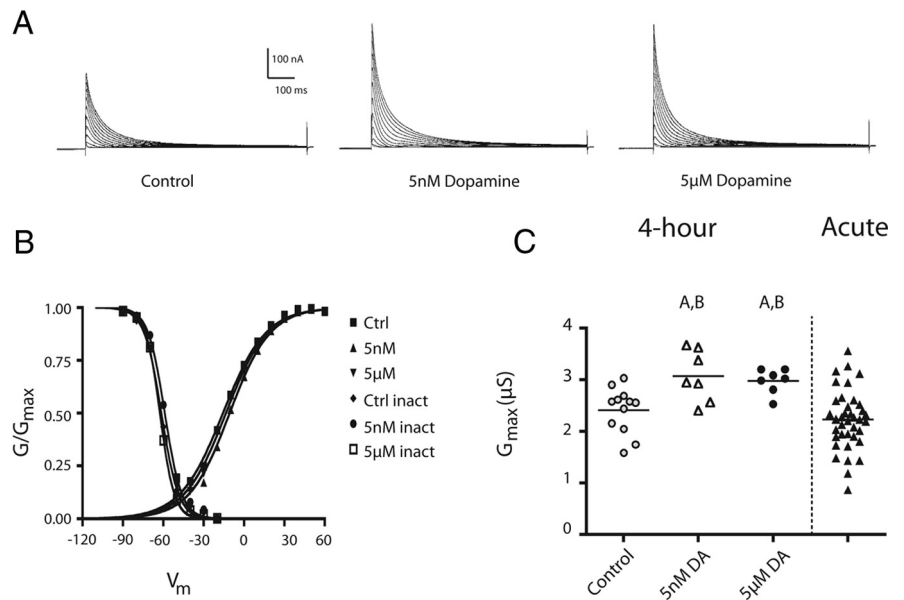 A
100 nA
100 ms
Control
5nM Dopamine
5µM Dopamine
B
1.00
0.75
0.50
0.25
0.00
G/Gmax
-120
-90
-60
-30
0
30
60
Vm
Ctrl
5nM
5µM
Ctrl inact
5nM inact
5µM inact
C
4-hour
Acute
A,B
A,B
4
3
2
1
0
Gmax (µS)
Control
5nM DA
5µM DA